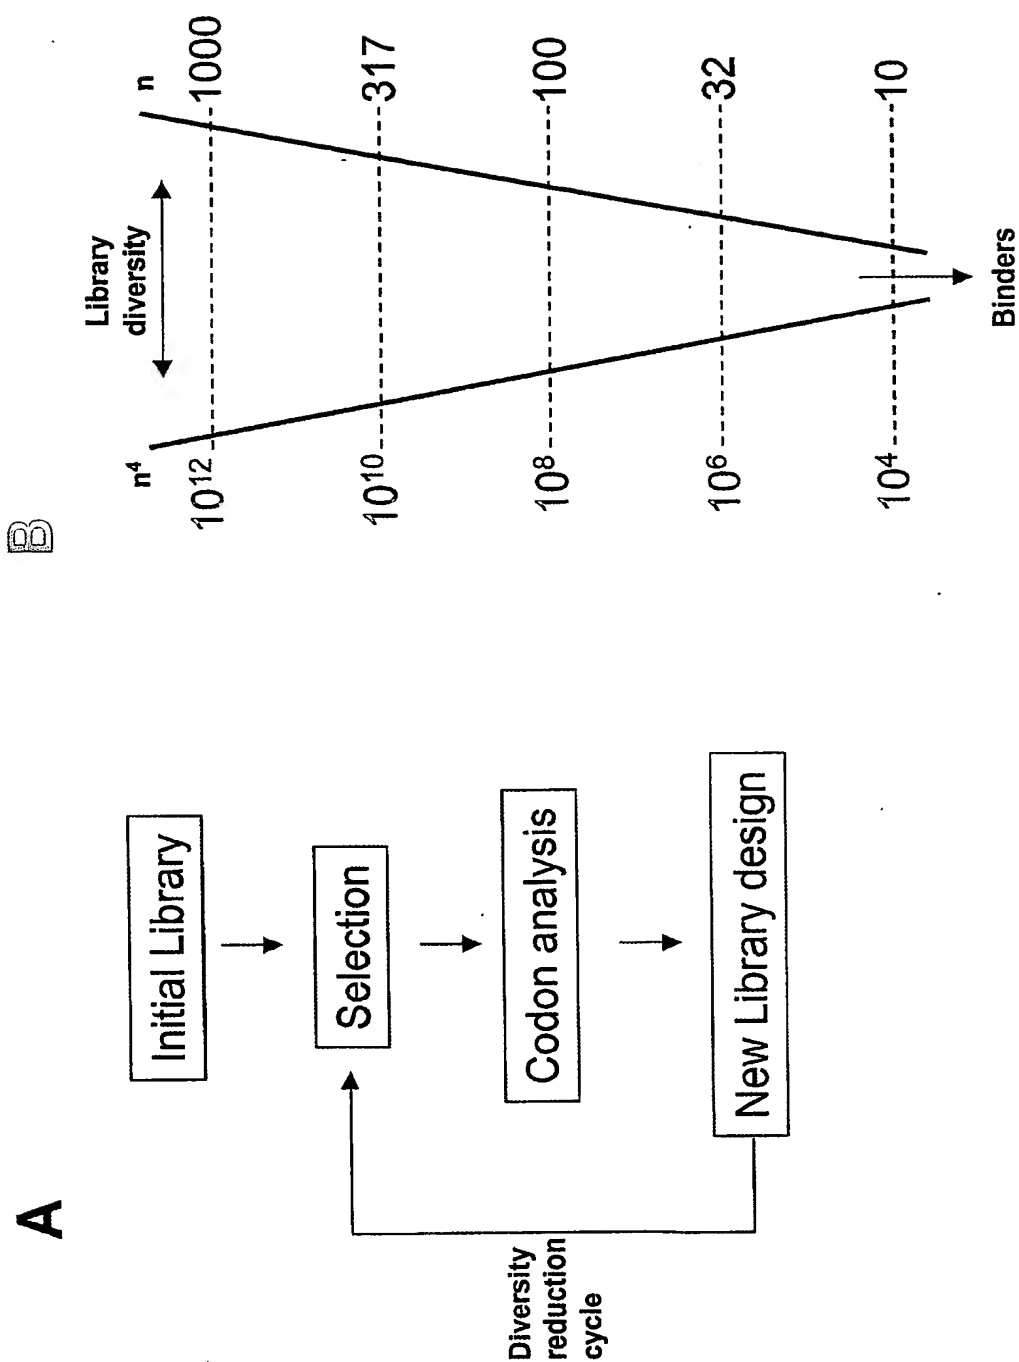 A
Initial Library
Selection
Codon analysis
New Library design
Diversity
reduction
cycle
B
Library
diversity
n⁴
n
10¹²
1000
10¹⁰
317
10⁸
100
10⁶
32
10⁴
10
Binders